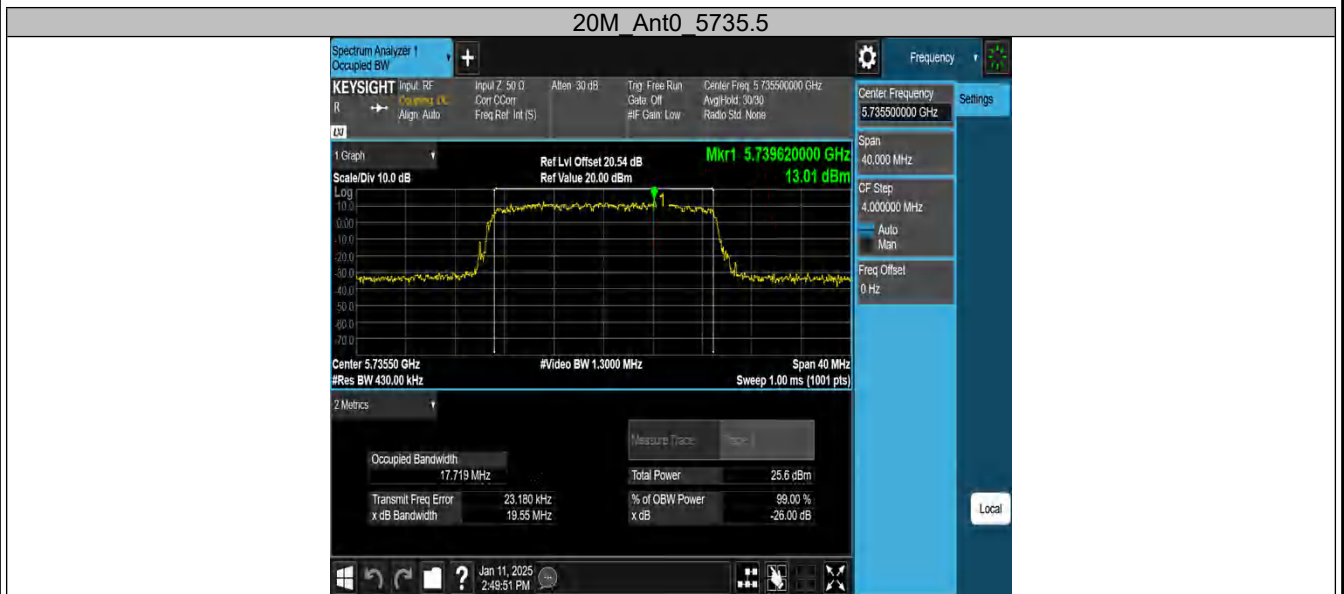 20M_Ant0_5735.5
Spectrum Analyzer 1
Occupied BW
+
Frequency
KEYSIGHT
R
LXI
Input: RF
Coupling: DC
Align: Auto
Input Z: 50 Ω
Corr CCorr
Freq Ref: Int (S)
Atten: 30 dB
Trig: Free Run
Gate: Off
#IF Gain: Low
Center Freq: 5.735500000 GHz
Avg|Hold: 30/30
Radio Std: None
Center Frequency
5.735500000 GHz
Settings
Span
40.000 MHz
CF Step
4.000000 MHz
Auto
Man
Freq Offset
0 Hz
1 Graph
Scale/Div 10.0 dB
Ref Lvl Offset 20.54 dB
Ref Value 20.00 dBm
Mkr1 5.739620000 GHz
13.01 dBm
Log
10.0
0.00
-10.0
-20.0
-30.0
-40.0
-50.0
-60.0
-70.0
1
Center 5.73550 GHz
#Res BW 430.00 kHz
#Video BW 1.3000 MHz
Span 40 MHz
Sweep 1.00 ms (1001 pts)
2 Metrics
Measure Trace
Trace 1
Occupied Bandwidth
17.719 MHz
Total Power 25.6 dBm
Transmit Freq Error 23.180 kHz
% of OBW Power 99.00 %
x dB Bandwidth 19.55 MHz
x dB -26.00 dB
Local
?
Jan 11, 2025
2:49:51 PM